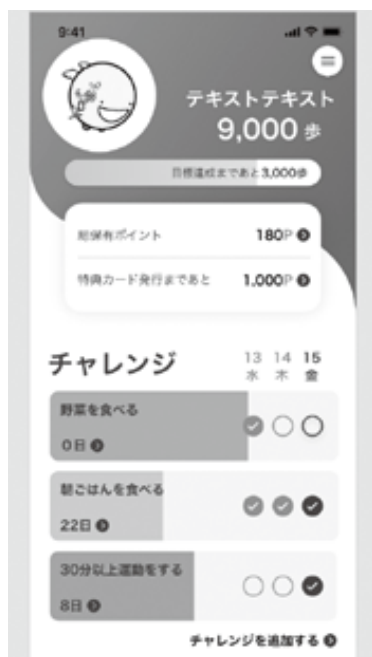 9:41
テキストテキスト
9,000 歩
目標達成まであと3,000歩
総保有ポイント 180P
特典カード発行まであと 1,000P
チャレンジ
13 14 15
水 木 金
野菜を食べる
0日
朝ごはんを食べる
22日
30分以上運動をする
8日
チャレンジを追加する